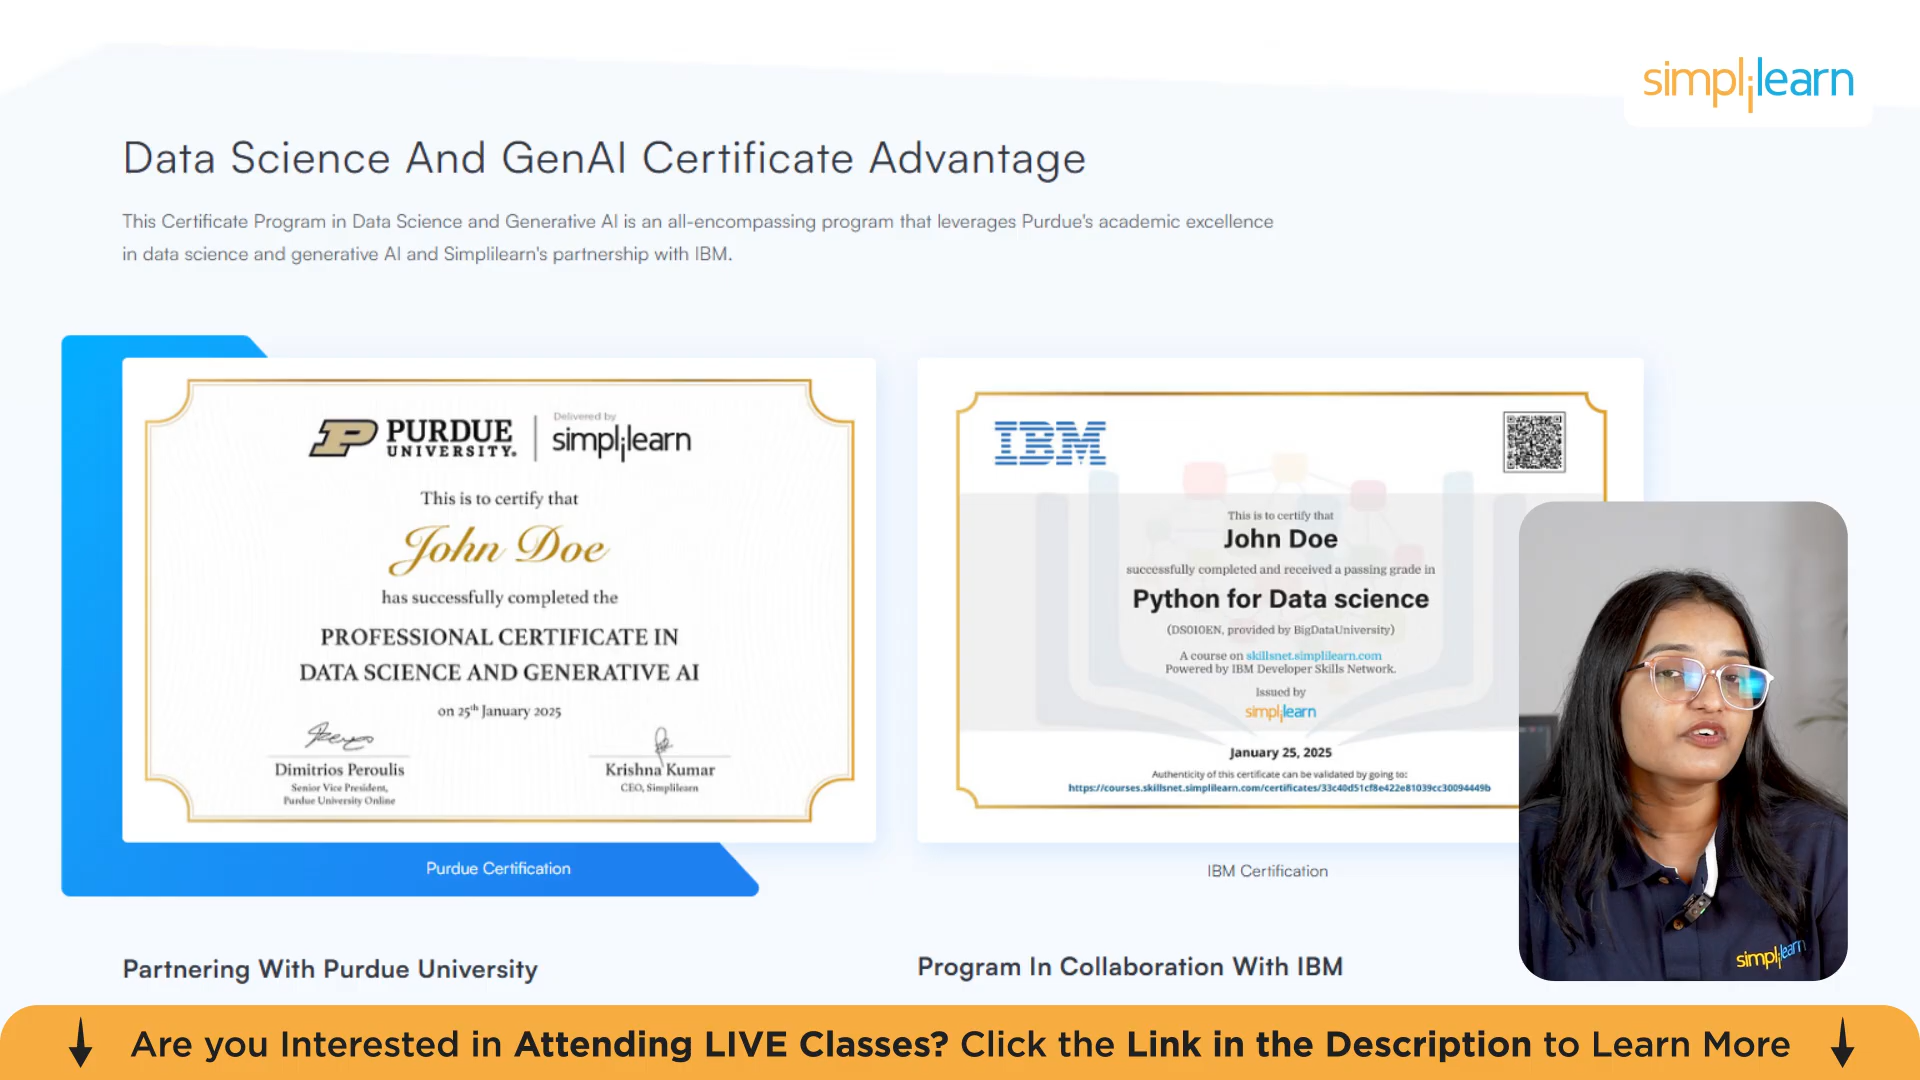 simplilearn
Data Science And GenAI Certificate Advantage
This Certificate Program in Data Science and Generative AI is an all-encompassing program that leverages Purdue's academic excellence
in data science and generative AI and Simplilearn's partnership with IBM.
PURDUE
UNIVERSITY.
Delivered by
simplilearn
This is to certify that
John Doe
has successfully completed the
PROFESSIONAL CERTIFICATE IN
DATA SCIENCE AND GENERATIVE AI
on 25th January 2025
Dimitrios Peroulis
Senior Vice President,
Purdue University Online
Krishna Kumar
CEO, Simplilearn
Purdue Certification
IBM
This is to certify that
John Doe
successfully completed and received a passing grade in
Python for Data science
(DS010EN, provided by BigDataUniversity)
A course on skillsnet.simplilearn.com
Powered by IBM Developer Skills Network.
Issued by
simplilearn
January 25, 2025
Authenticity of this certificate can be validated by going to:
https://courses.skillsnet.simplilearn.com/certificates/33c40d51cf8e422e81039cc30094449b
IBM Certification
simplilearn
Partnering With Purdue University
Program In Collaboration With IBM
Are you Interested in Attending LIVE Classes? Click the Link in the Description to Learn More